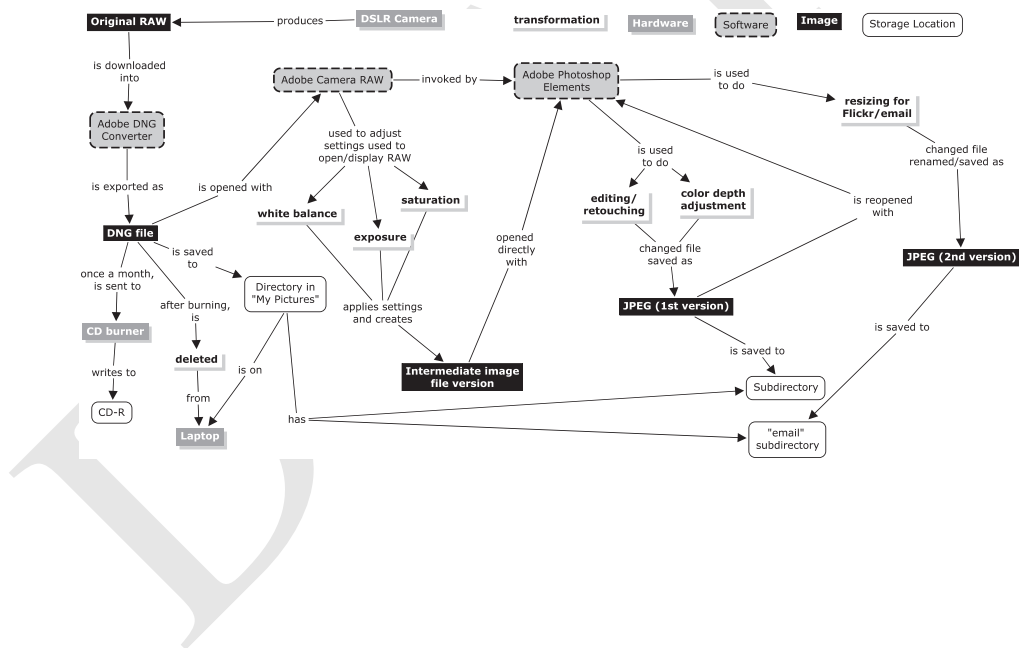 Original RAW
produces
DSLR Camera
transformation
Hardware
Software
Image
Storage Location
is downloaded
into
Adobe Camera RAW
invoked by
Adobe Photoshop
Elements
is used
to do
resizing for
Flickr/email
Adobe DNG
Converter
used to adjust
settings used to
open/display RAW
is used
to do
changed file
renamed/saved as
is exported as
is opened with
white balance
saturation
exposure
editing/
retouching
color depth
adjustment
is reopened
with
DNG file
is saved
to
opened
directly
with
changed file
saved as
JPEG (2nd version)
once a month,
is sent to
Directory in
"My Pictures"
after burning,
is
applies settings
and creates
JPEG (1st version)
CD burner
is saved to
deleted
is on
is saved to
writes to
Intermediate image
file version
Subdirectory
from
CD-R
has
Laptop
"email"
subdirectory
L